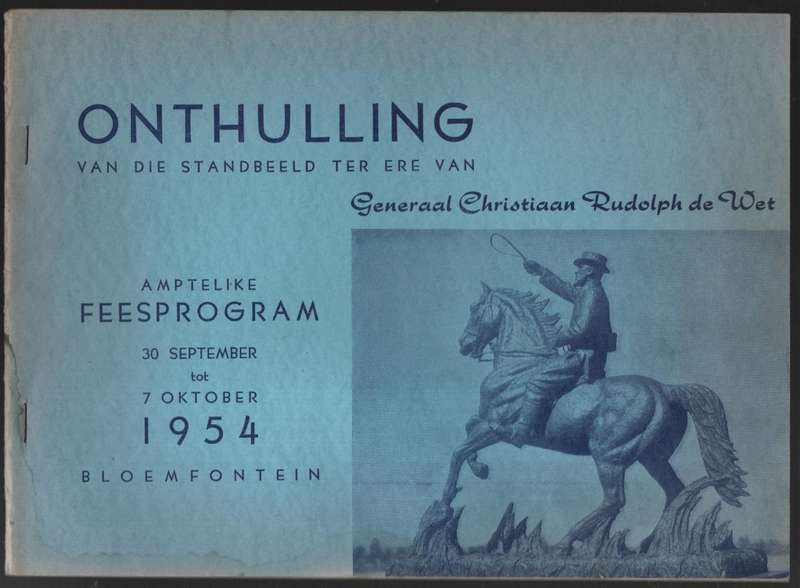 ONTHULLING
VAN DIE STANDBEELD TER ERE VAN
Generaal Christiaan Rudolph de Wet
AMPTELIKE
FEESPROGRAM
30 SEPTEMBER
tot
7 OKTOBER
1954
BLOEMFONTEIN